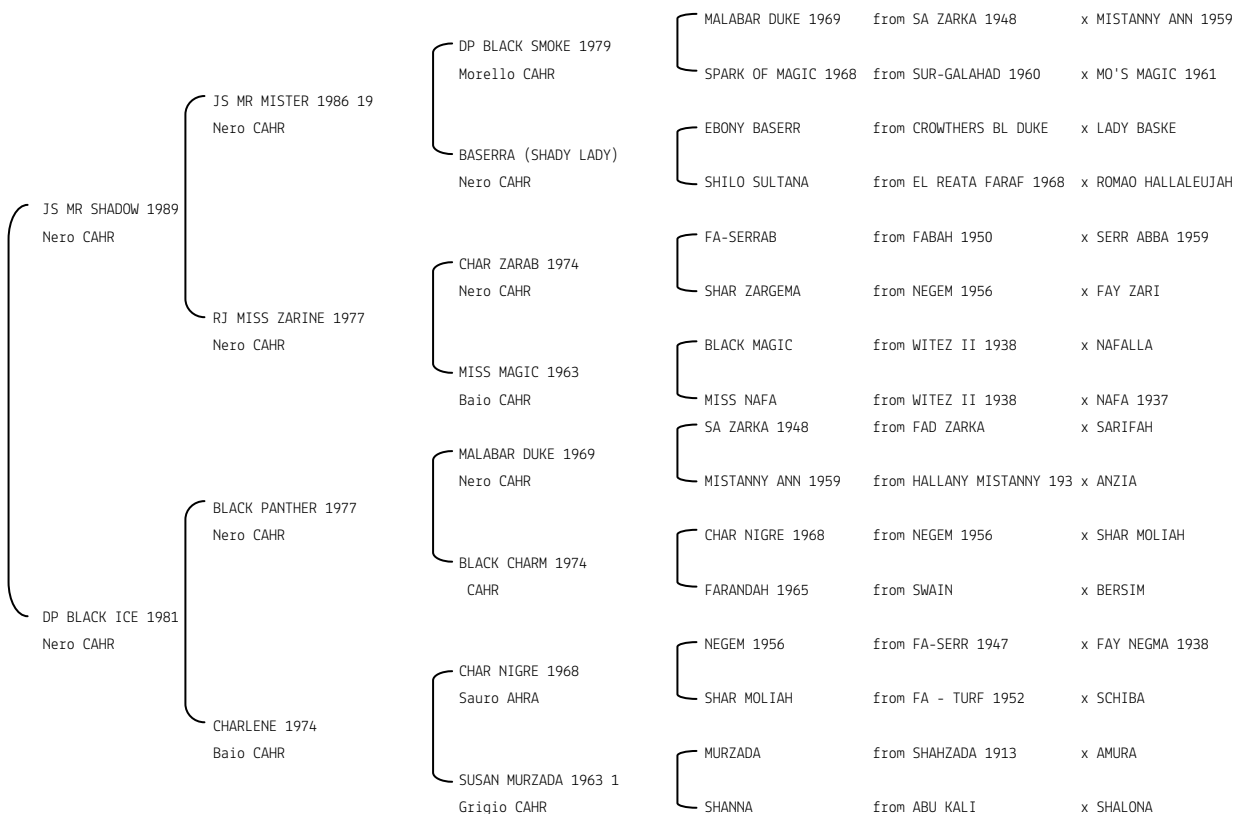 MALABAR DUKE 1969 from SA ZARKA 1948 x MISTANNY ANN 1959
DP BLACK SMOKE 1979
Morello CAHR SPARK OF MAGIC 1968 from SUR-GALAHAD 1960 x MO'S MAGIC 1961
JS MR MISTER 1986 19
Nero CAHR EBONY BASERR from CROWTHERS BL DUKE x LADY BASKE
BASERRA (SHADY LADY)
Nero CAHR SHILO SULTANA from EL REATA FARAF 1968 x ROMAO HALLALEUJAH
JS MR SHADOW 1989
Nero CAHR FA-SERRAB from FABAH 1950 x SERR ABBA 1959
CHAR ZARAB 1974
Nero CAHR SHAR ZARGEMA from NEGEM 1956 x FAY ZARI
RJ MISS ZARINE 1977
Nero CAHR BLACK MAGIC from WITEZ II 1938 x NAFALLA
MISS MAGIC 1963
Baio CAHR MISS NAFA from WITEZ II 1938 x NAFA 1937
SA ZARKA 1948 from FAD ZARKA x SARIFAH
MALABAR DUKE 1969
Nero CAHR MISTANNY ANN 1959 from HALLANY MISTANNY 193 x ANZIA
BLACK PANTHER 1977
Nero CAHR CHAR NIGRE 1968 from NEGEM 1956 x SHAR MOLIAH
BLACK CHARM 1974
CAHR FARANDAH 1965 from SWAIN x BERSIM
DP BLACK ICE 1981
Nero CAHR NEGEM 1956 from FA-SERR 1947 x FAY NEGMA 1938
CHAR NIGRE 1968
Sauro AHRA SHAR MOLIAH from FA - TURF 1952 x SCHIBA
CHARLENE 1974
Baio CAHR MURZADA from SHAHZADA 1913 x AMURA
SUSAN MURZADA 1963 1
Grigio CAHR SHANNA from ABU KALI x SHALONA